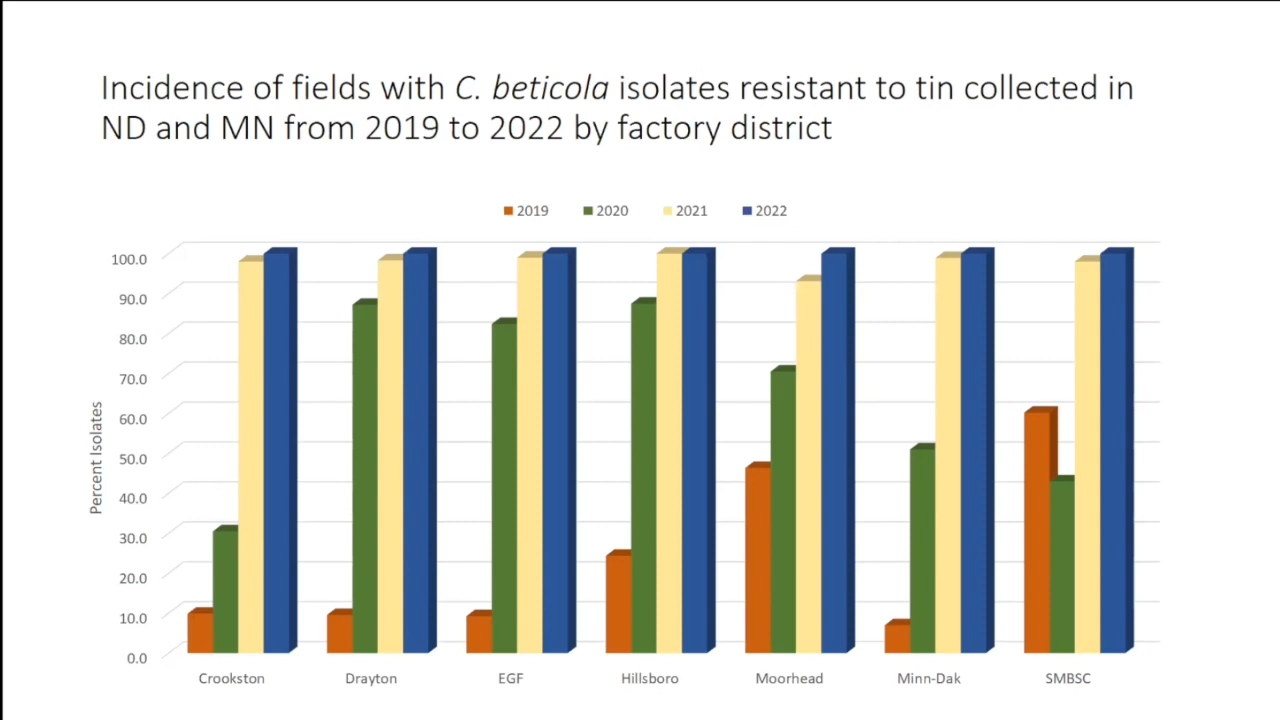 Incidence of fields with C. beticola isolates resistant to tin collected in
ND and MN from 2019 to 2022 by factory district
2019 2020 2021 2022
Percent Isolates
100.0
90.0
80.0
70.0
60.0
50.0
40.0
30.0
20.0
10.0
0.0
Crookston Drayton EGF Hillsboro Moorhead Minn-Dak SMBSC